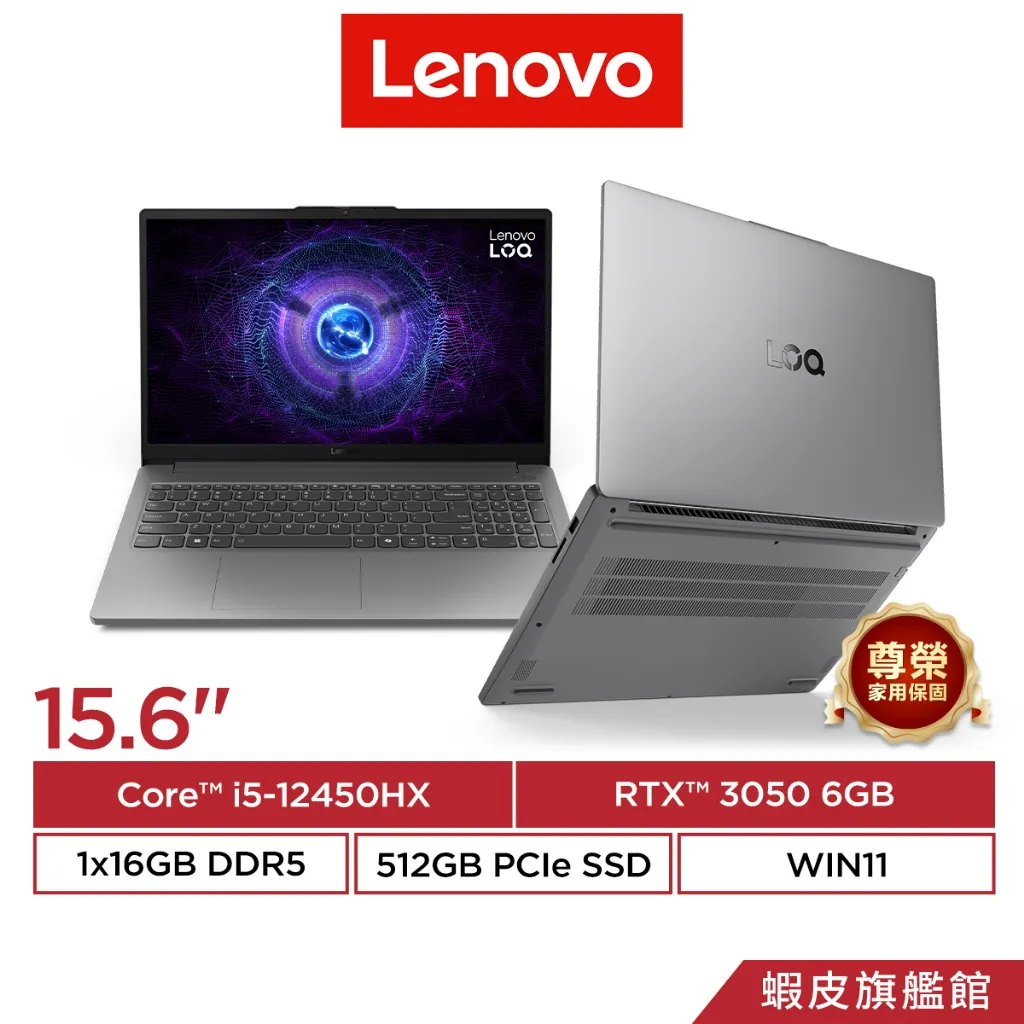 Lenovo
Lenovo
LOQ
Lenovo
LOQ
15.6"
尊榮
家用保固
Core™ i5-12450HX
RTX™ 3050 6GB
1x16GB DDR5
512GB PCIe SSD
WIN11
蝦皮旗艦館